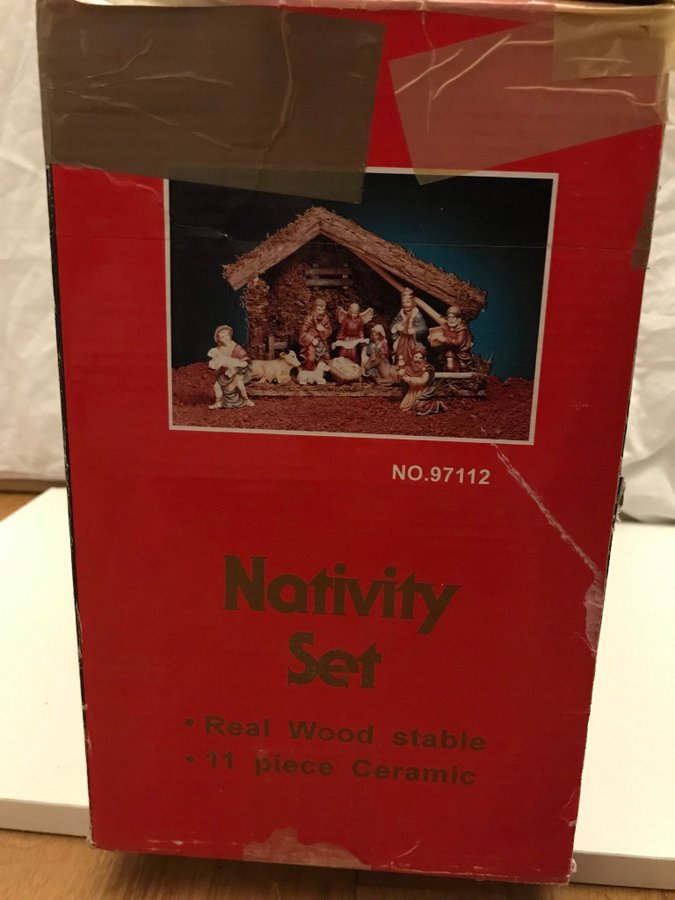 NO.97112
Nativity
Set
• Real Wood stable
• 11 piece Ceramic